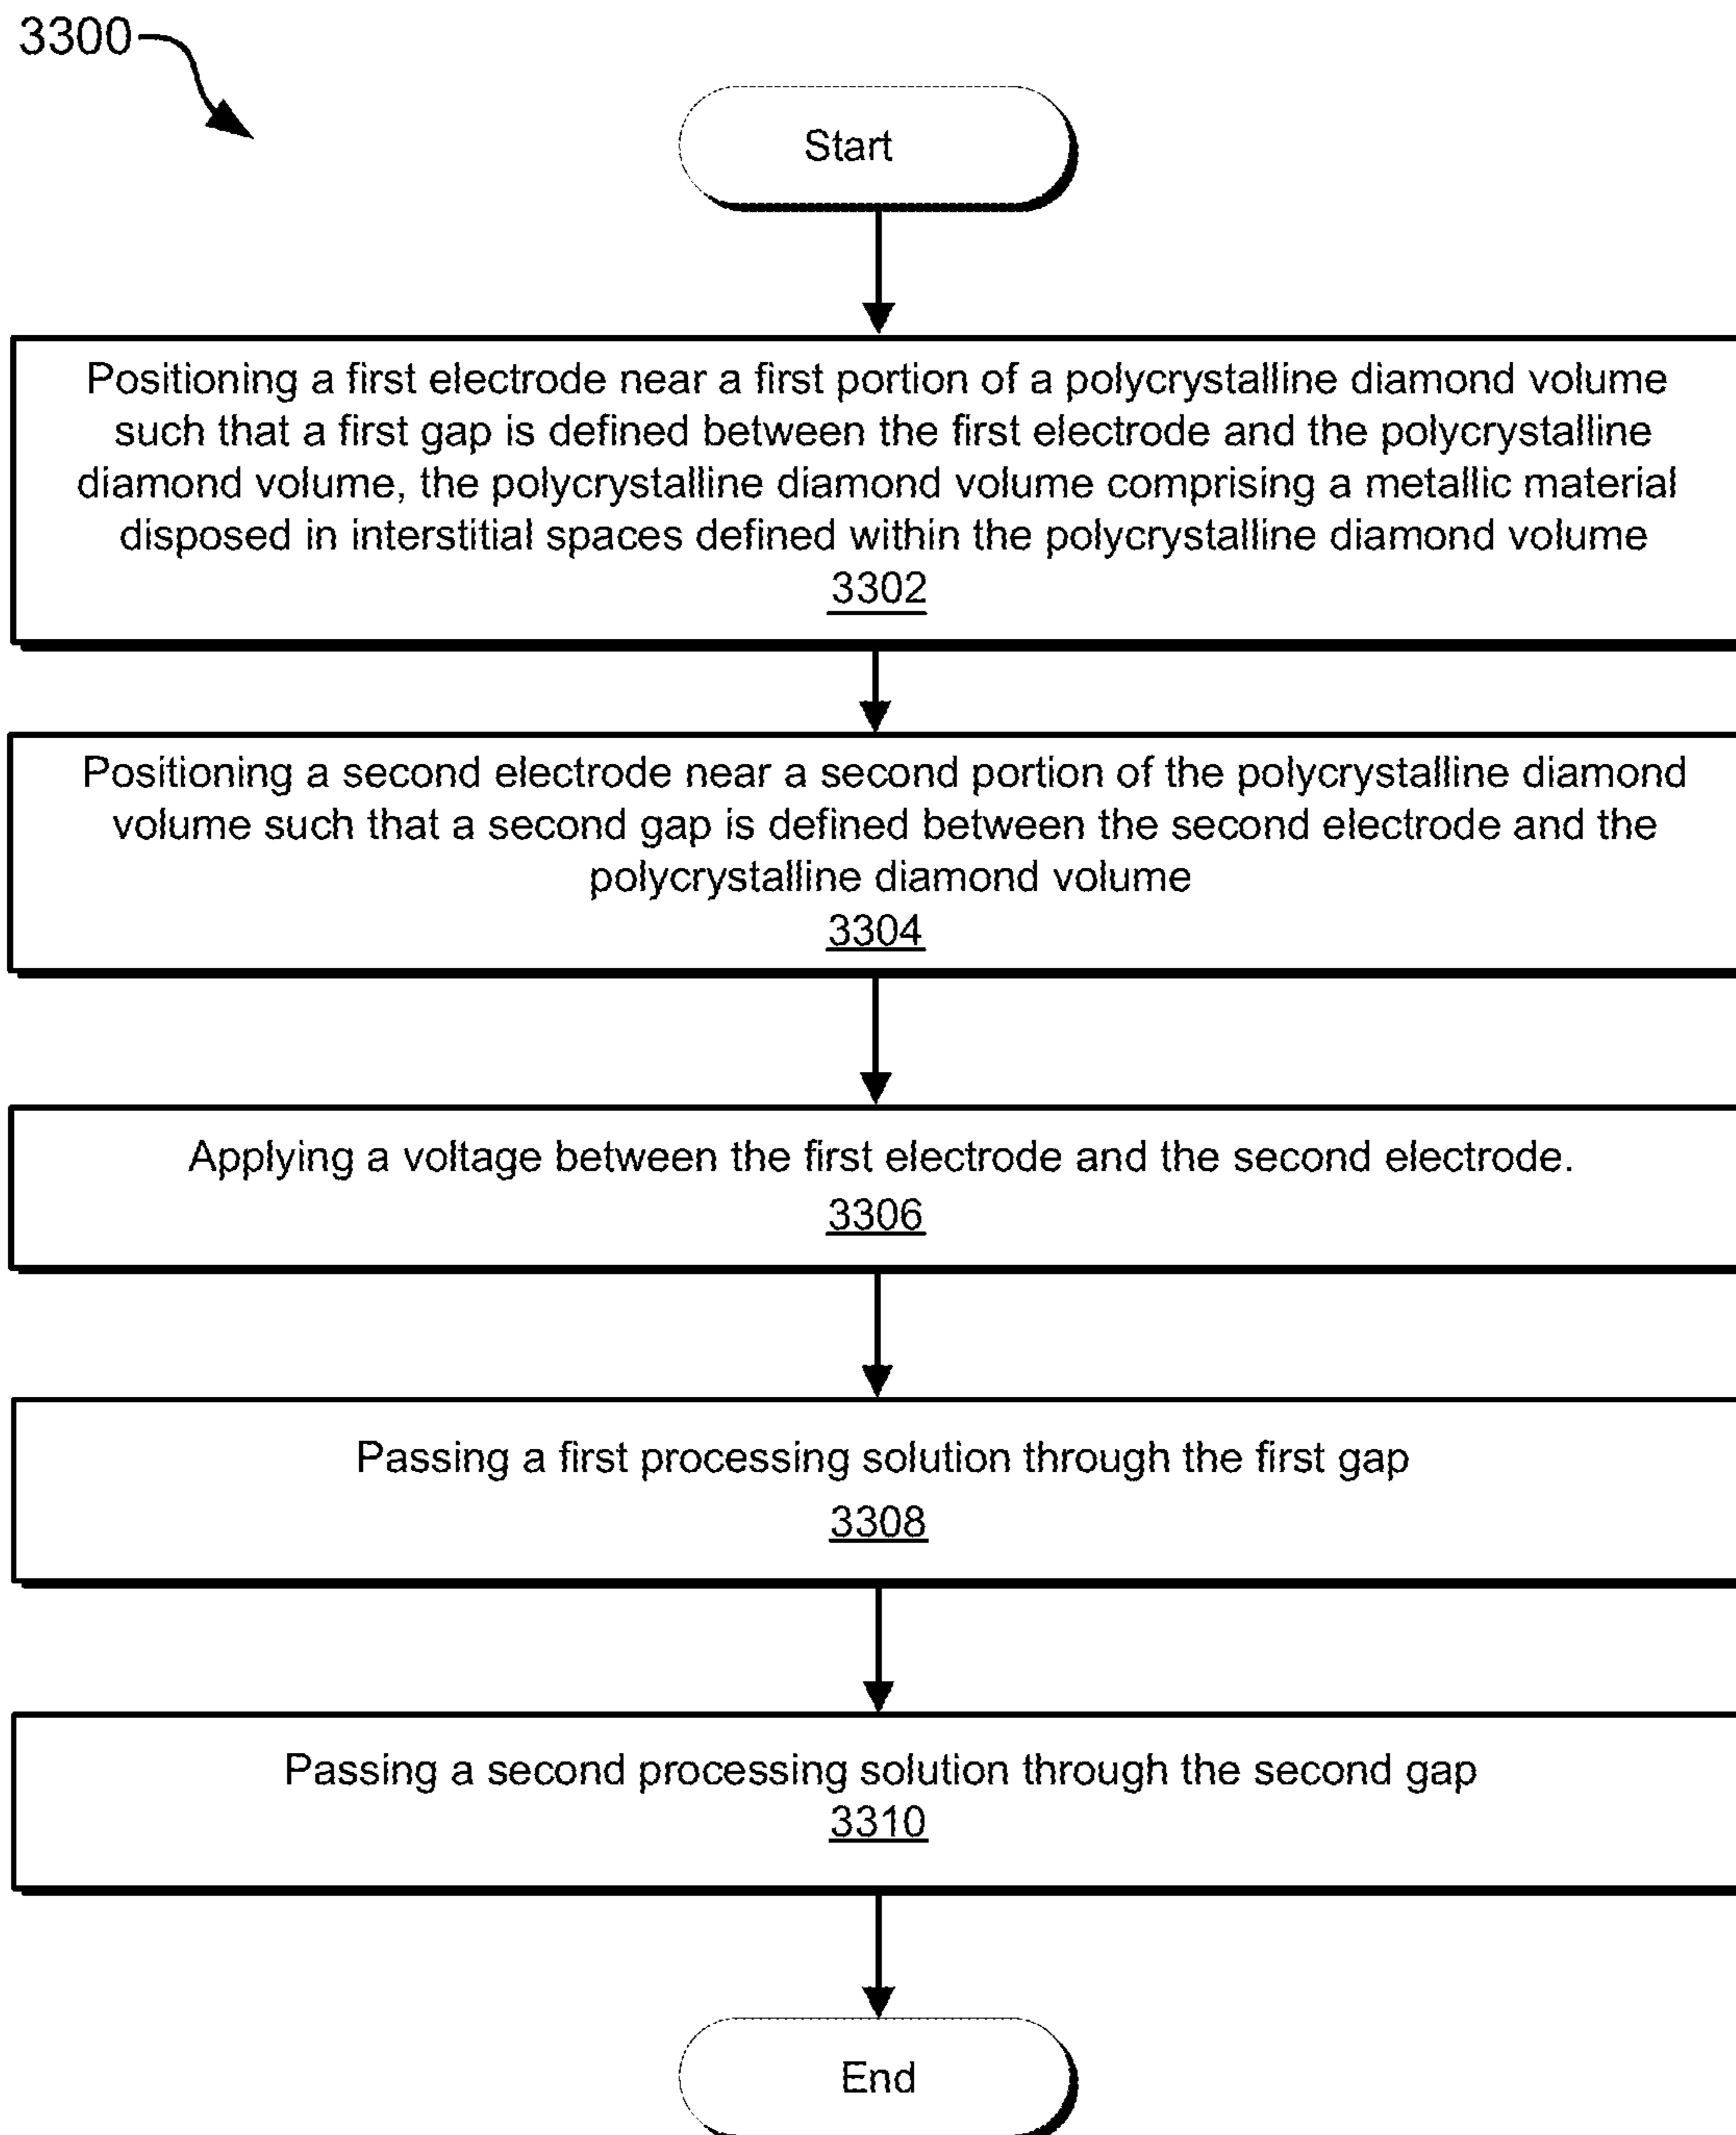 3300
Start
Positioning a first electrode near a first portion of a polycrystalline diamond volume
such that a first gap is defined between the first electrode and the polycrystalline
diamond volume, the polycrystalline diamond volume comprising a metallic material
disposed in interstitial spaces defined within the polycrystalline diamond volume
3302
Positioning a second electrode near a second portion of the polycrystalline diamond
volume such that a second gap is defined between the second electrode and the
polycrystalline diamond volume
3304
Applying a voltage between the first electrode and the second electrode.
3306
Passing a first processing solution through the first gap
3308
Passing a second processing solution through the second gap
3310
End